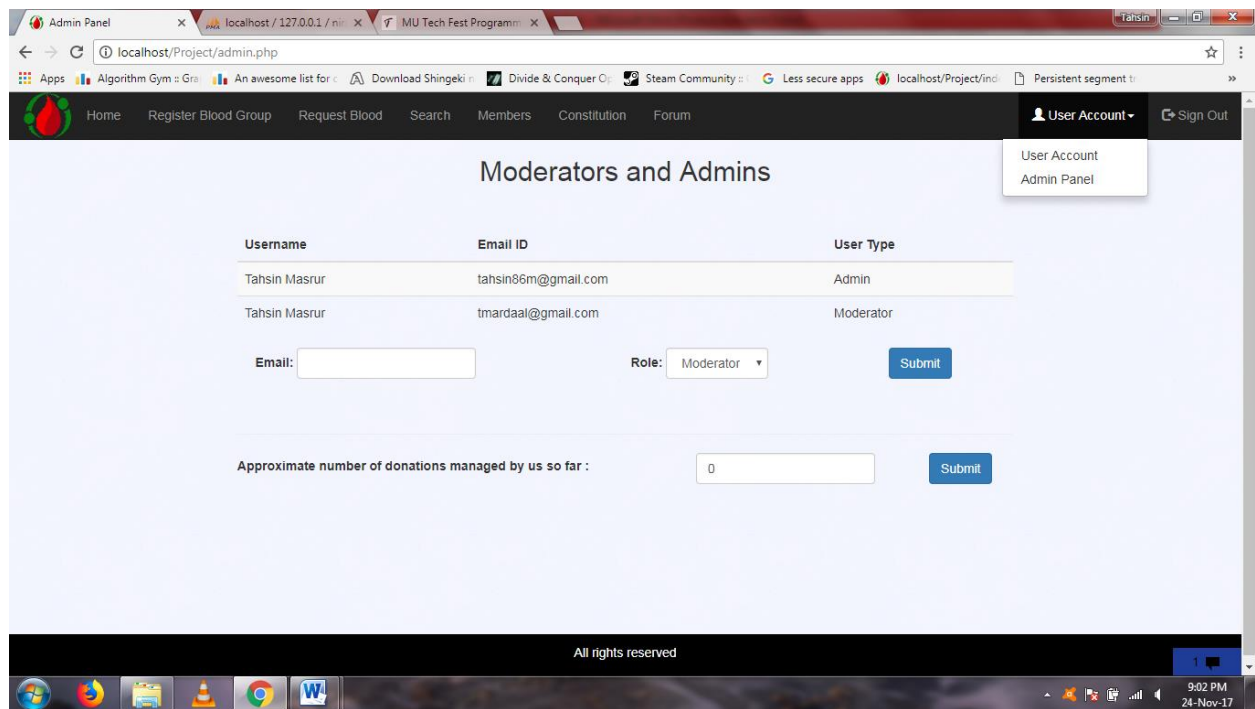 Admin Panel
localhost / 127.0.0.1 / nir
MU Tech Fest Programm
Tahsin
localhost/Project/admin.php
Apps
Algorithm Gym :: Gra
An awesome list for c
Download Shingeki n
Divide & Conquer Op
Steam Community ::
Less secure apps
localhost/Project/ind
Persistent segment tr
Home Register Blood Group Request Blood Search Members Constitution Forum User Account Sign Out
User Account
Admin Panel
Moderators and Admins
Username Email ID User Type
Tahsin Masrur tahsin86m@gmail.com Admin
Tahsin Masrur tmardaal@gmail.com Moderator
Email: Role: Moderator Submit
Approximate number of donations managed by us so far : 0 Submit
All rights reserved
1
9:02 PM
24-Nov-17